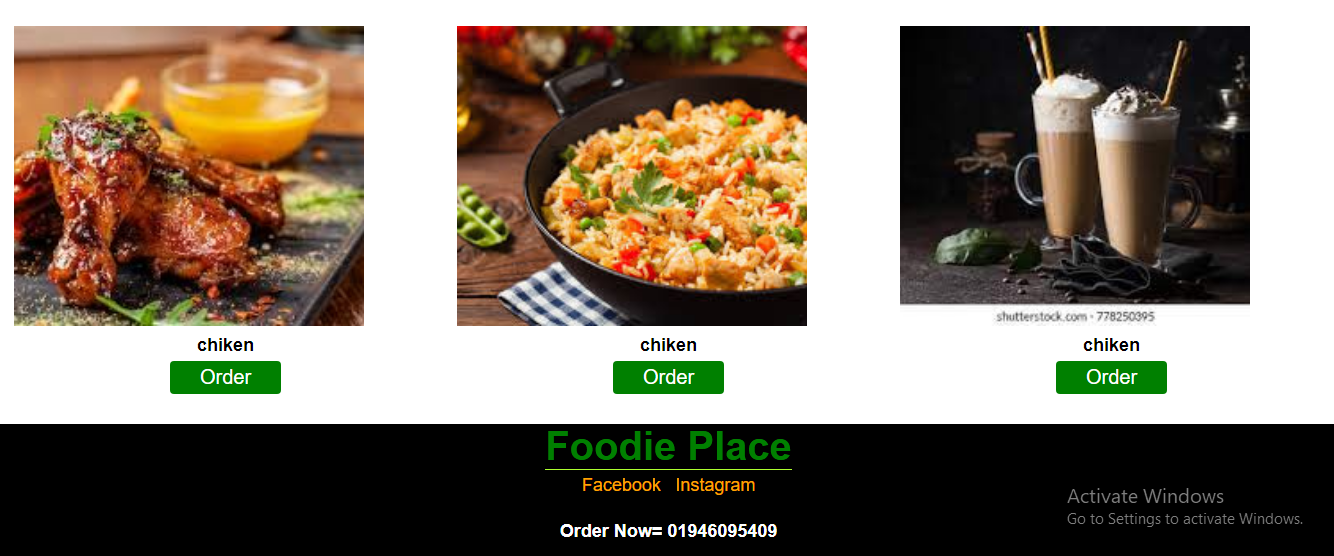 shutterstock.com · 778250395
chiken
chiken
chiken
Order
Order
Order
Foodie Place
Facebook Instagram
Activate Windows
Go to Settings to activate Windows.
Order Now= 01946095409